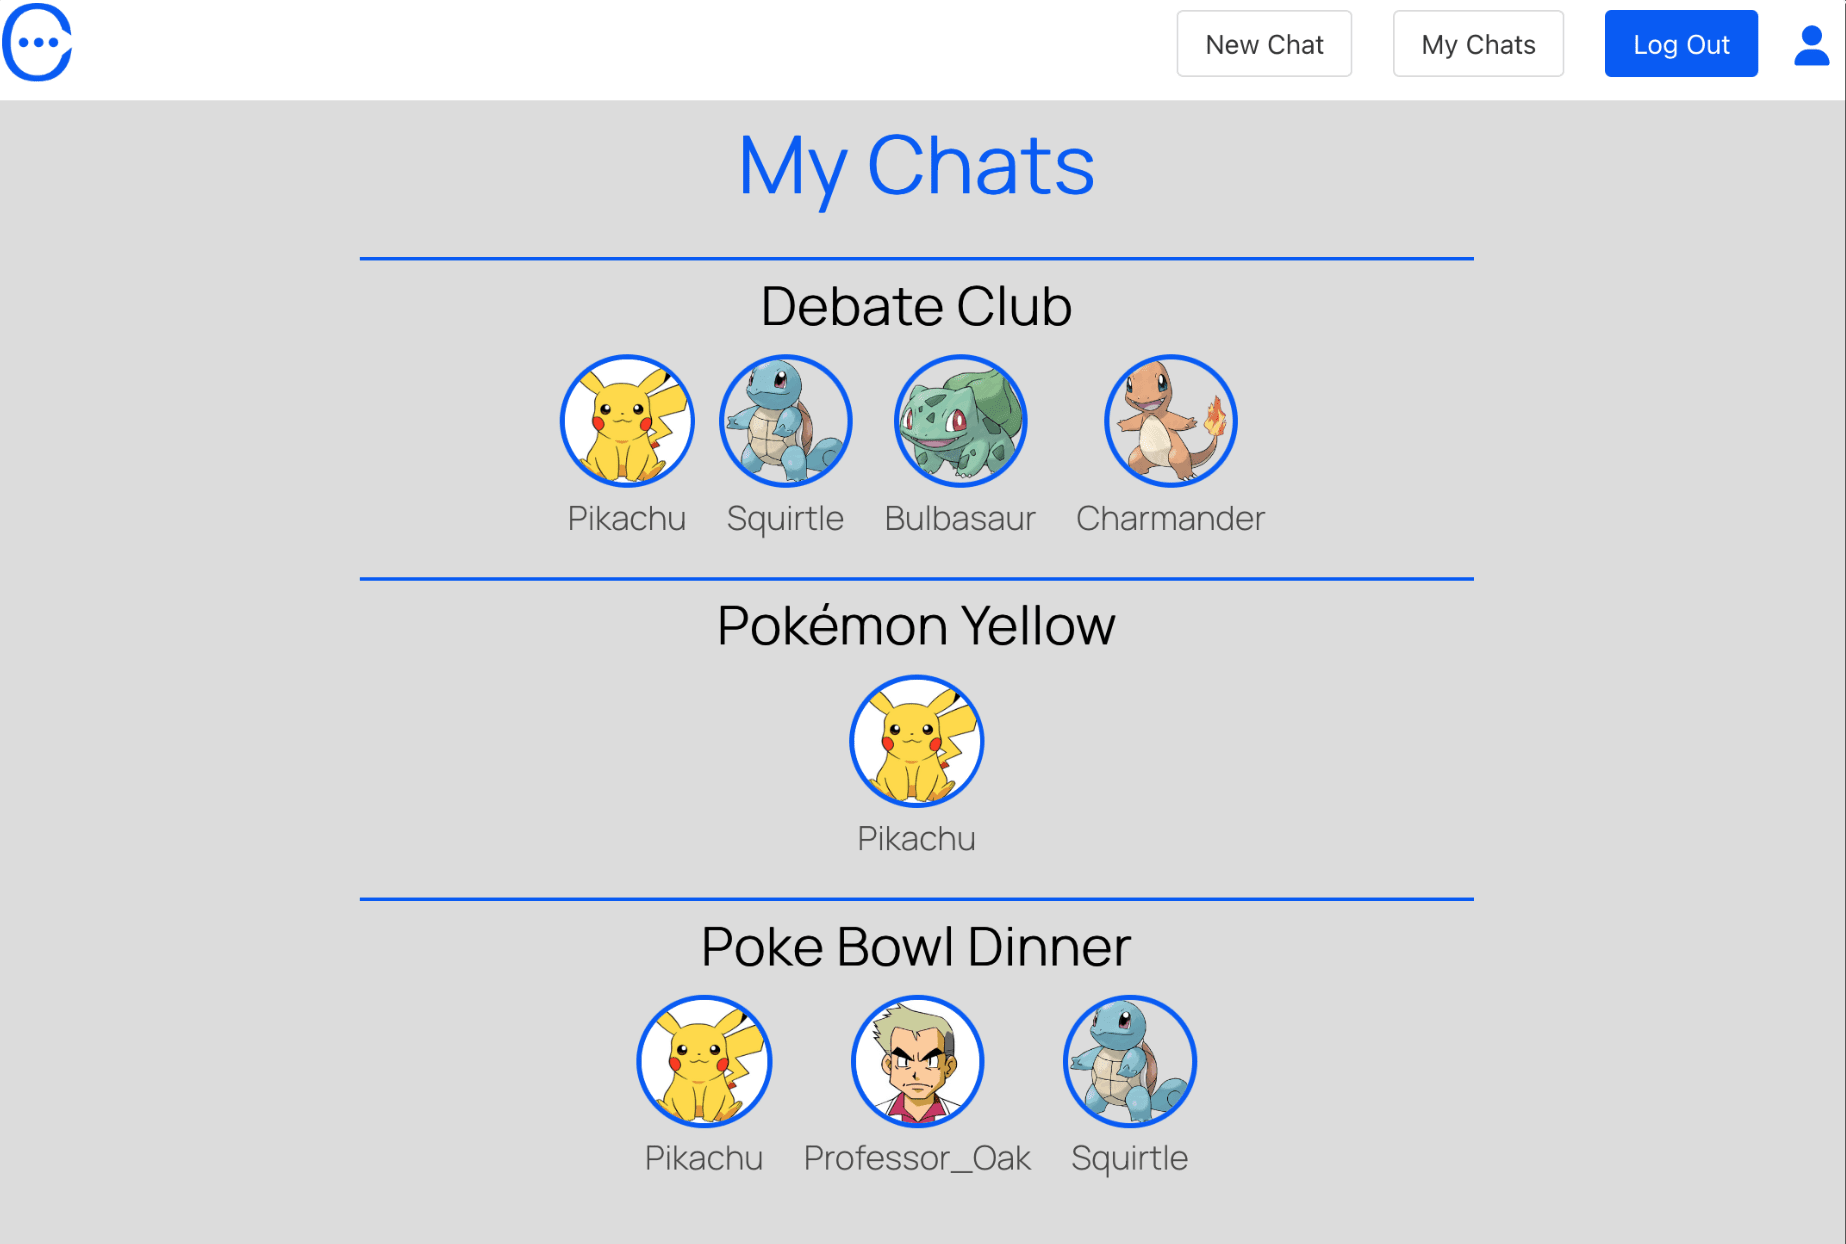 New Chat My Chats Log Out
My Chats
Debate Club
Pikachu Squirtle Bulbasaur Charmander
Pokémon Yellow
Pikachu
Poke Bowl Dinner
Pikachu Professor_Oak Squirtle